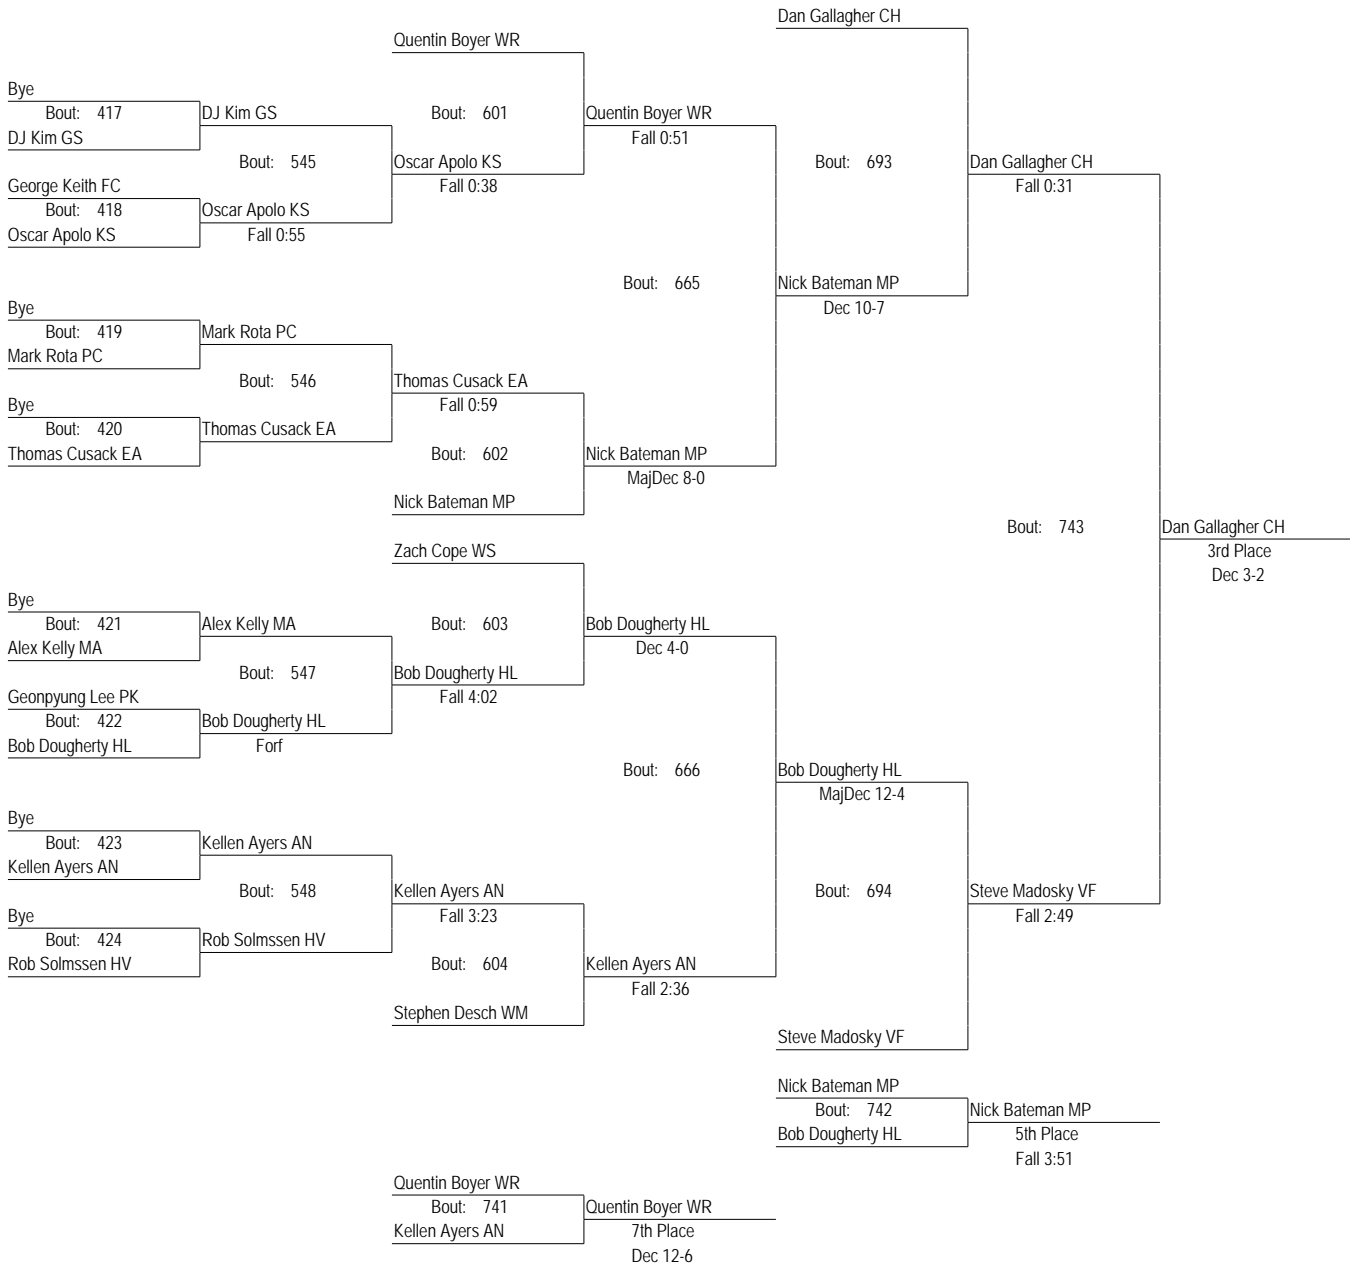 Dan Gallagher CH
Quentin Boyer WR
Bye
Bout: 417
DJ Kim GS
Bout: 601
Quentin Boyer WR
DJ Kim GS
Fall 0:51
Bout: 545
Oscar Apolo KS
Bout: 693
Dan Gallagher CH
George Keith FC
Fall 0:38
Fall 0:31
Bout: 418
Oscar Apolo KS
Oscar Apolo KS
Fall 0:55
Bout: 665
Nick Bateman MP
Bye
Dec 10-7
Bout: 419
Mark Rota PC
Mark Rota PC
Bout: 546
Thomas Cusack EA
Bye
Fall 0:59
Bout: 420
Thomas Cusack EA
Thomas Cusack EA
Bout: 602
Nick Bateman MP
MajDec 8-0
Nick Bateman MP
Bout: 743
Dan Gallagher CH
Zach Cope WS
3rd Place
Dec 3-2
Bye
Bout: 421
Alex Kelly MA
Bout: 603
Bob Dougherty HL
Alex Kelly MA
Dec 4-0
Bout: 547
Bob Dougherty HL
Geonpyung Lee PK
Fall 4:02
Bout: 422
Bob Dougherty HL
Bob Dougherty HL
Forf
Bout: 666
Bob Dougherty HL
MajDec 12-4
Bye
Bout: 423
Kellen Ayers AN
Kellen Ayers AN
Bout: 548
Kellen Ayers AN
Bout: 694
Steve Madosky VF
Bye
Fall 3:23
Fall 2:49
Bout: 424
Rob Solmssen HV
Rob Solmssen HV
Bout: 604
Kellen Ayers AN
Fall 2:36
Stephen Desch WM
Steve Madosky VF
Nick Bateman MP
Bout: 742
Nick Bateman MP
Bob Dougherty HL
5th Place
Fall 3:51
Quentin Boyer WR
Bout: 741
Quentin Boyer WR
Kellen Ayers AN
7th Place
Dec 12-6